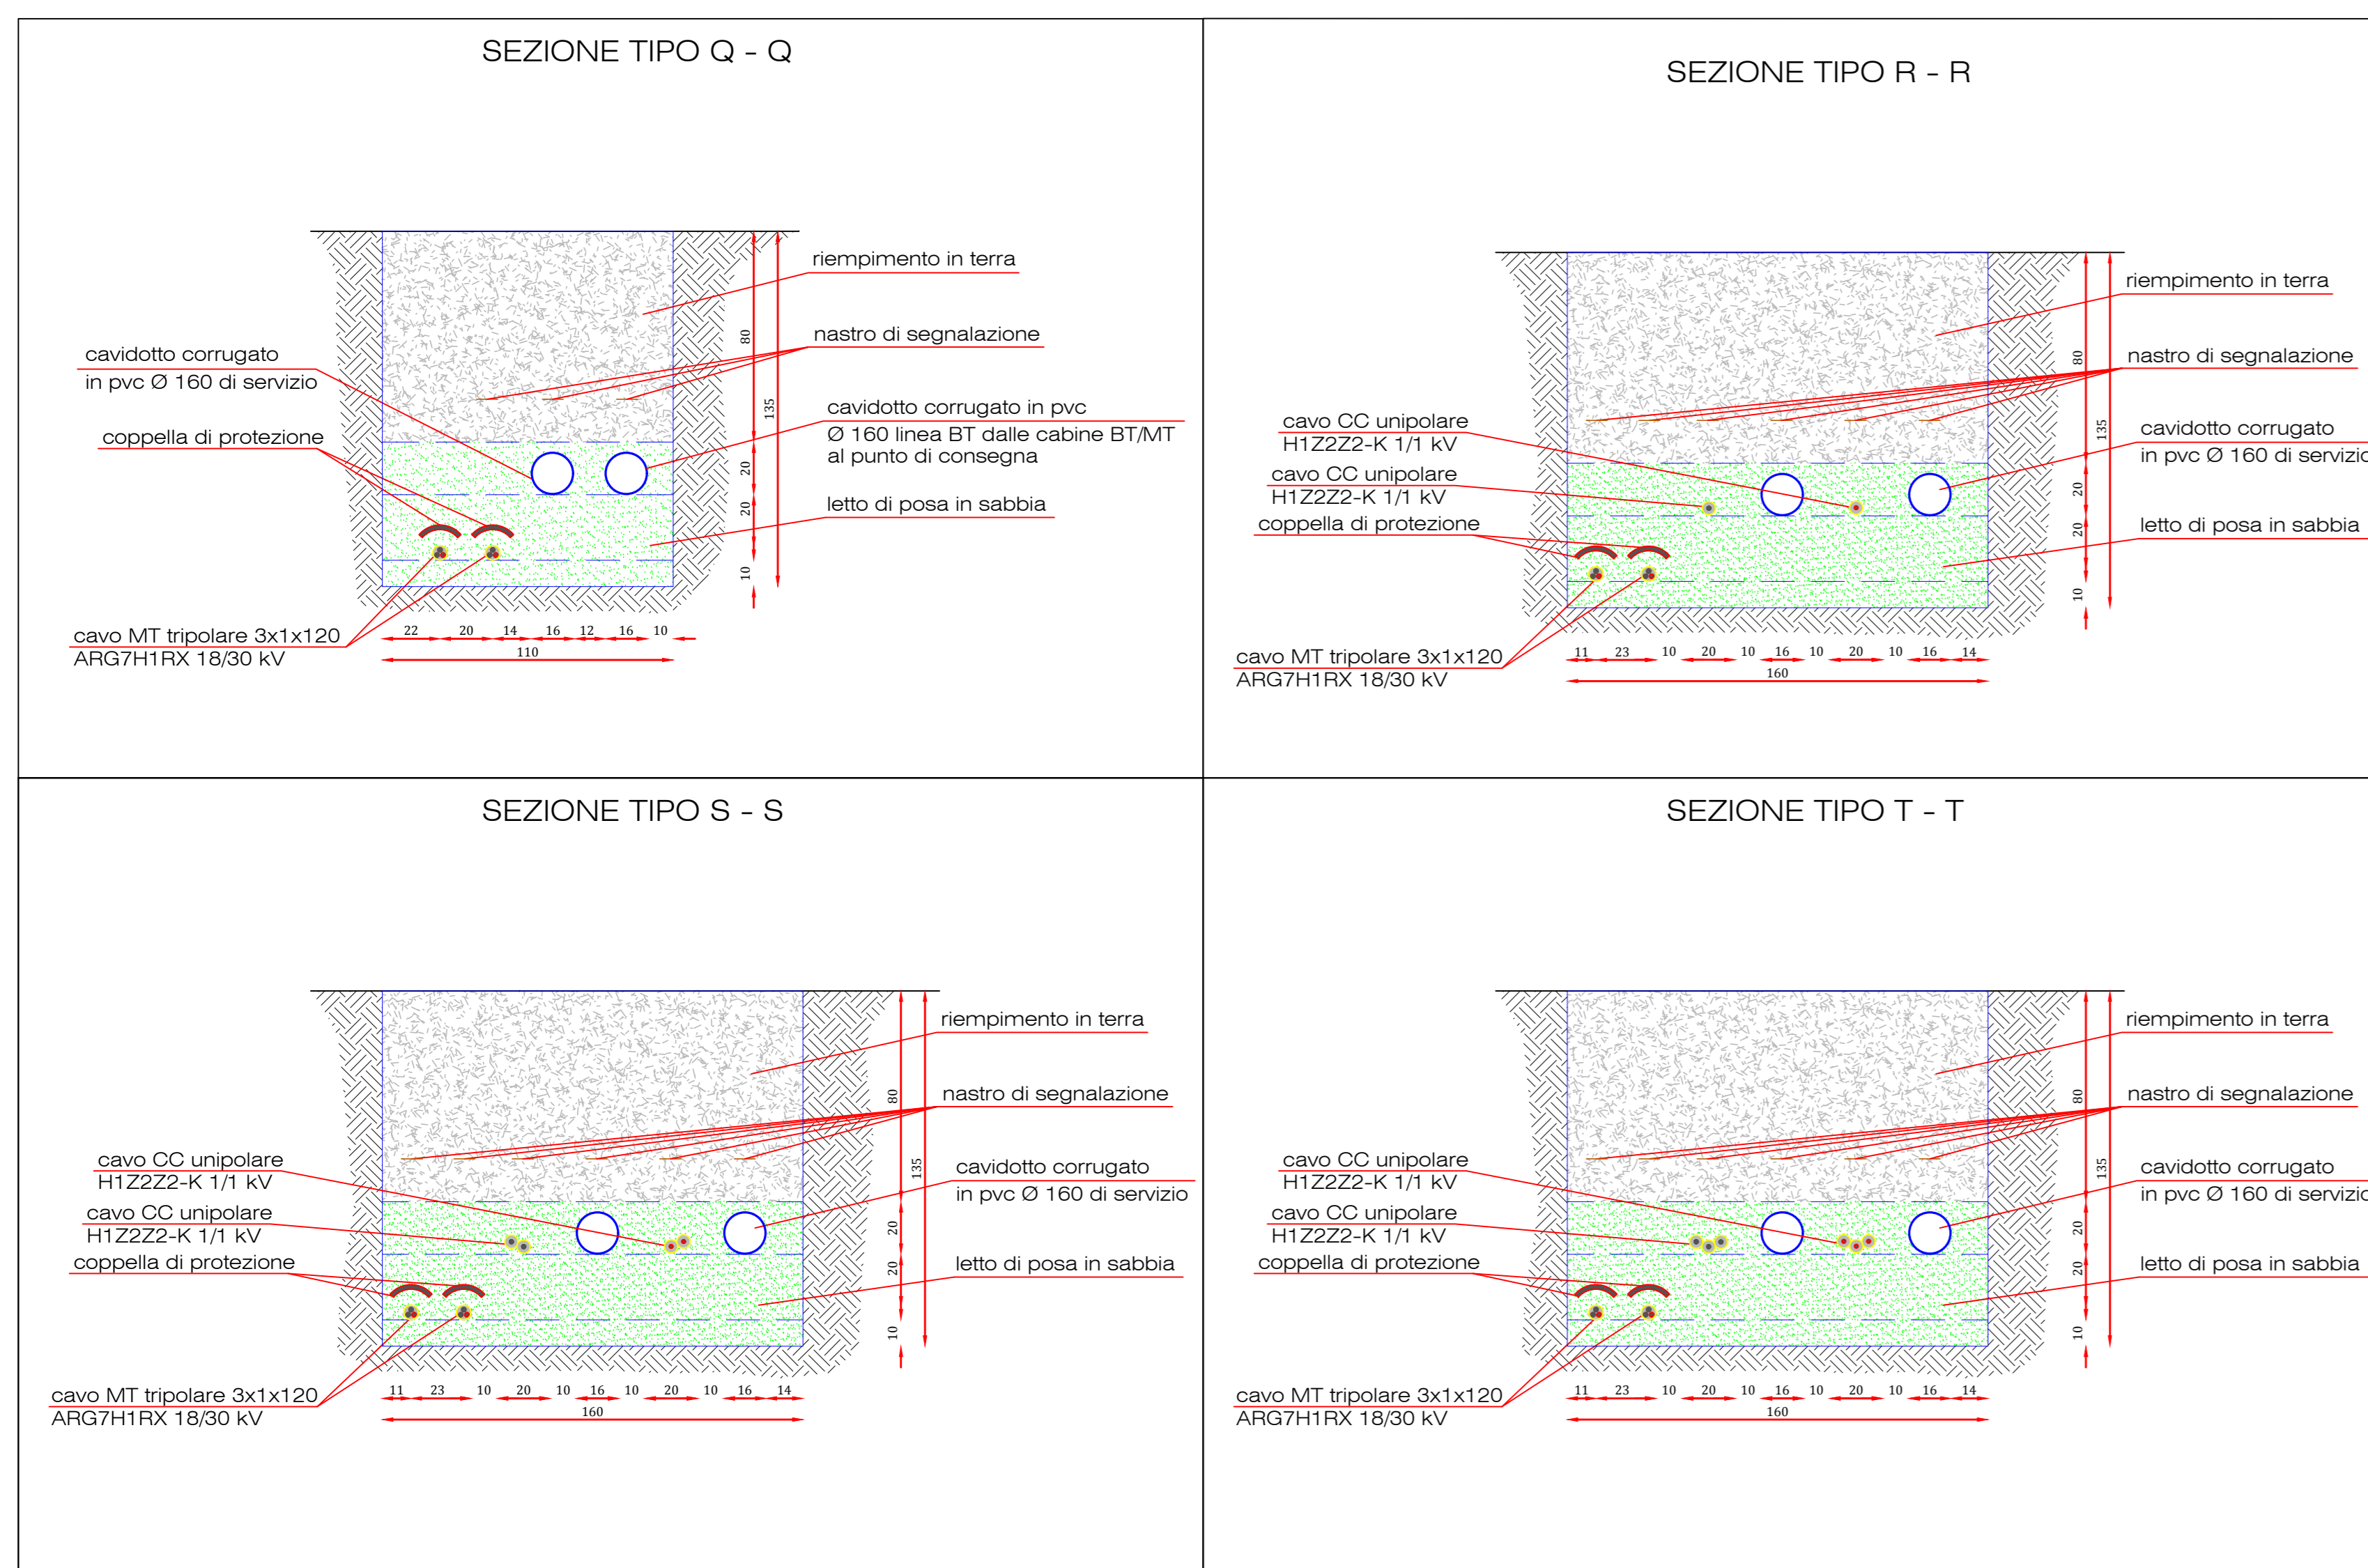 SEZIONE TIPO Q - Q
riempimento in terra
nastro di segnalazione
cavidotto corrugato
in pvc Ø 160 di servizio
cavidotto corrugato in pvc
Ø 160 linea BT dalle cabine BT/MT
al punto di consegna
coppella di protezione
letto di posa in sabbia
cavo MT tripolare 3x1x120
ARG7H1RX 18/30 kV
80
135
20
20
10
22 20 14 16 12 16 10
110
SEZIONE TIPO R - R
riempimento in terra
nastro di segnalazione
cavo CC unipolare
H1Z2Z2-K 1/1 kV
cavidotto corrugato
in pvc Ø 160 di servizio
cavo CC unipolare
H1Z2Z2-K 1/1 kV
coppella di protezione
letto di posa in sabbia
cavo MT tripolare 3x1x120
ARG7H1RX 18/30 kV
80
135
20
20
10
11 23 10 20 10 16 10 20 10 16 14
160
SEZIONE TIPO S - S
riempimento in terra
nastro di segnalazione
cavo CC unipolare
H1Z2Z2-K 1/1 kV
cavidotto corrugato
in pvc Ø 160 di servizio
cavo CC unipolare
H1Z2Z2-K 1/1 kV
coppella di protezione
letto di posa in sabbia
cavo MT tripolare 3x1x120
ARG7H1RX 18/30 kV
80
135
20
20
10
11 23 10 20 10 16 10 20 10 16 14
160
SEZIONE TIPO T - T
riempimento in terra
nastro di segnalazione
cavo CC unipolare
H1Z2Z2-K 1/1 kV
cavidotto corrugato
in pvc Ø 160 di servizio
cavo CC unipolare
H1Z2Z2-K 1/1 kV
coppella di protezione
letto di posa in sabbia
cavo MT tripolare 3x1x120
ARG7H1RX 18/30 kV
80
135
20
20
10
11 23 10 20 10 16 10 20 10 16 14
160